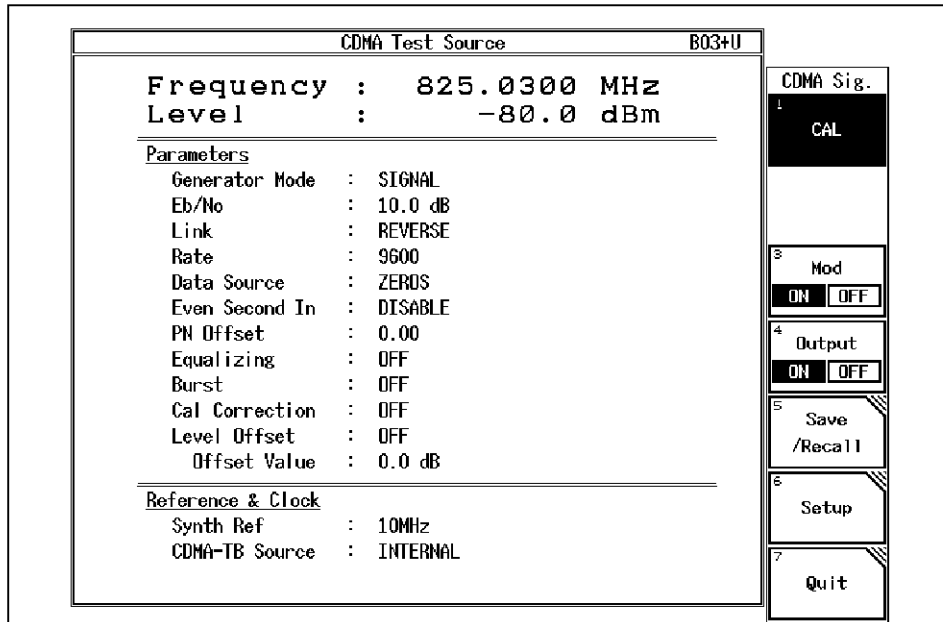 CDMA Test Source B03+U
Frequency : 825.0300 MHz
Level : -80.0 dBm
Parameters
Generator Mode : SIGNAL
Eb/No : 10.0 dB
Link : REVERSE
Rate : 9600
Data Source : ZEROS
Even Second In : DISABLE
PN Offset : 0.00
Equalizing : OFF
Burst : OFF
Cal Correction : OFF
Level Offset : OFF
Offset Value : 0.0 dB
Reference & Clock
Synth Ref : 10MHz
CDMA-TB Source : INTERNAL
CDMA Sig.
1
CAL
3
Mod
ON OFF
4
Output
ON OFF
5
Save
/Recall
6
Setup
7
Quit